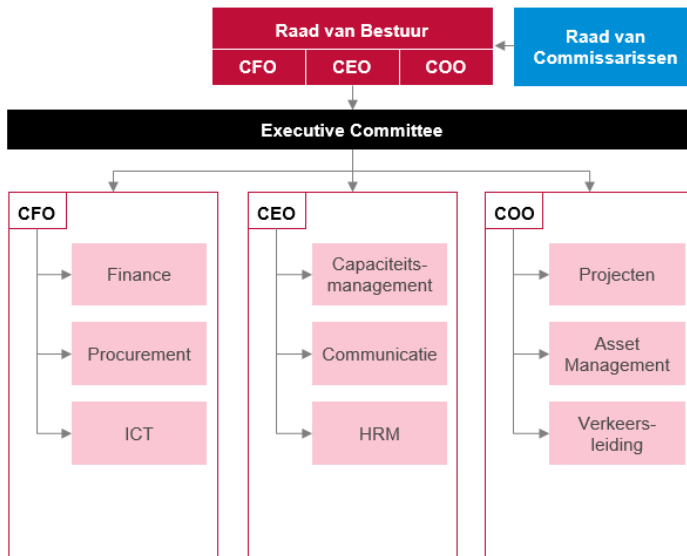 Raad van Bestuur
CFO
CEO
COO
Raad van
Commissarissen
Executive Committee
CFO
Finance
Procurement
ICT
CEO
Capaciteits-
management
Communicatie
HRM
COO
Projecten
Asset
Management
Verkeers-
leiding